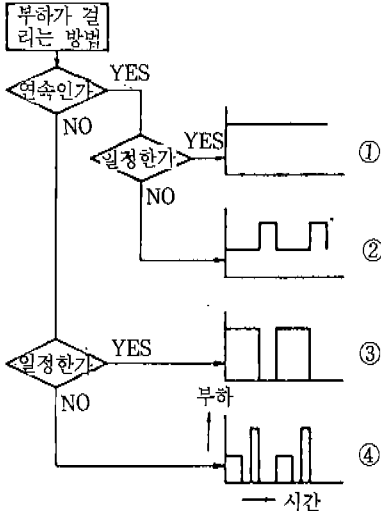 부하가 걸
리는 방법
연속인가
YES
NO
일정한가
YES
①
NO
②
일정한가
YES
③
NO
부하
④
시간